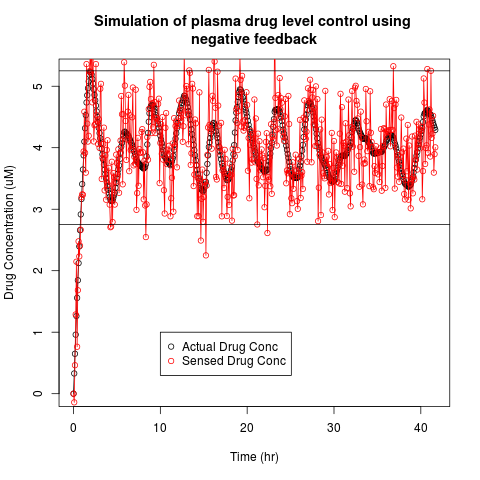 Simulation of plasma drug level control using
negative feedback
Drug Concentration (uM)
5
4
3
2
1
0
Actual Drug Conc
Sensed Drug Conc
0 10 20 30 40
Time (hr)